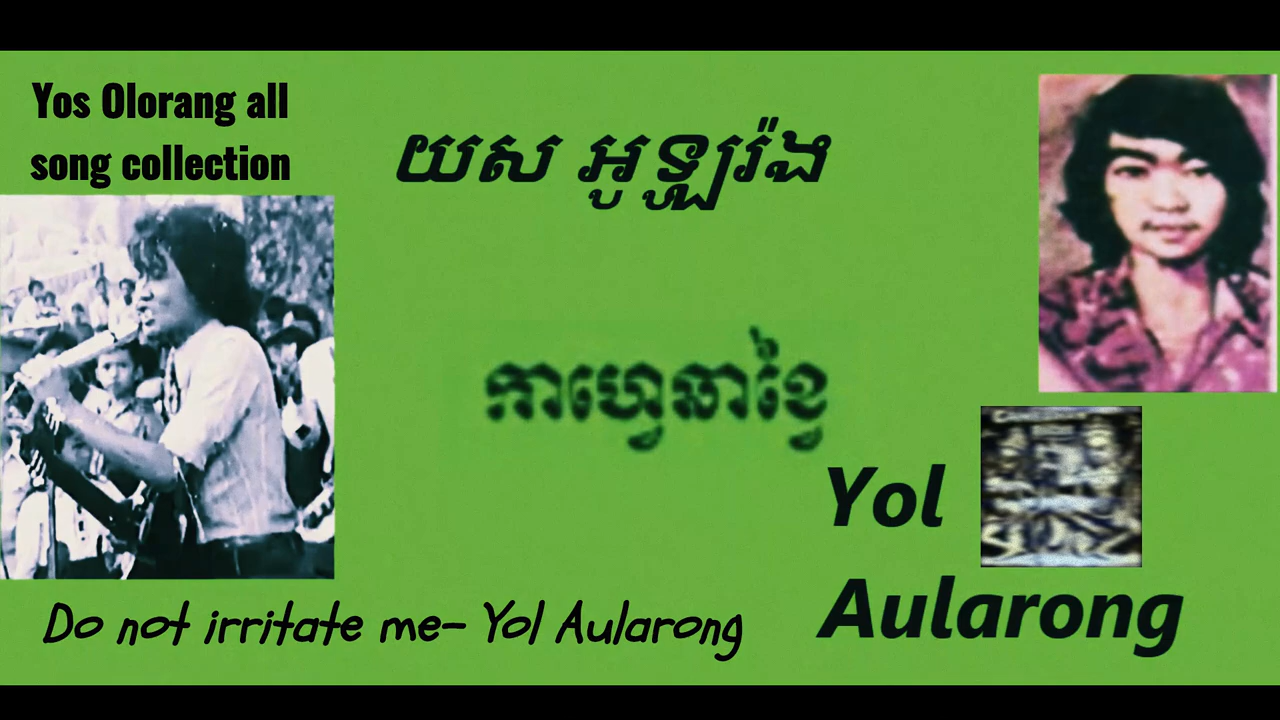 Yos Olorang all
song collection
យស អូឡារ៉ង
កាហ្វេឆាខ្វៃ
Yol
Aularong
Do not irritate me- Yol Aularong